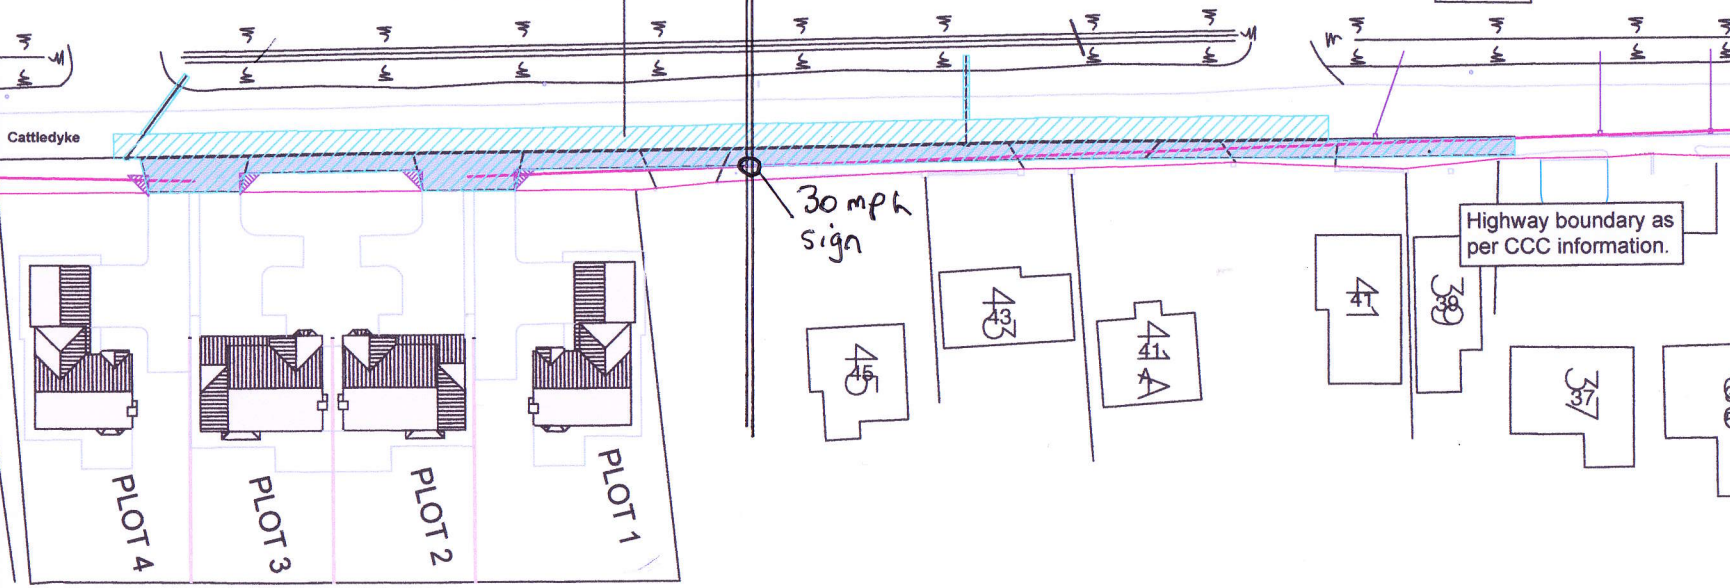 Cattledyke
30 mph
sign
Highway boundary as
per CCC information.
45
43
41
A
41
39
37
PLOT 4
PLOT 3
PLOT 2
PLOT 1